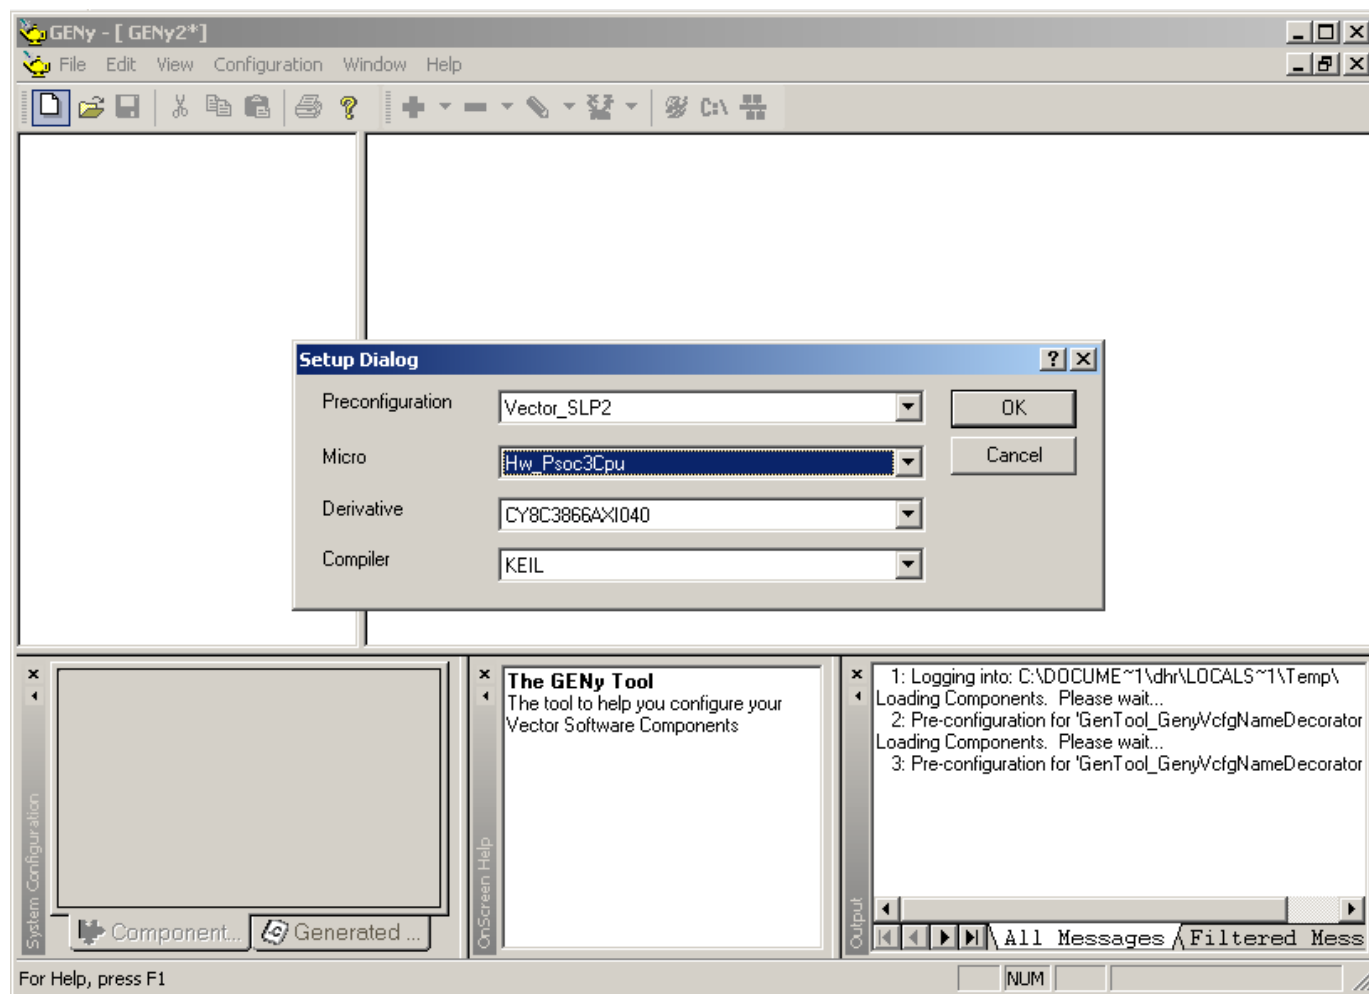 GENy - [ GENy2*]
File Edit View Configuration Window Help
C:\
Setup Dialog
Preconfiguration Vector_SLP2 OK
Micro Hw_Psoc3Cpu Cancel
Derivative CY8C3866AXI040
Compiler KEIL
System Configuration
Component... Generated ...
OnScreen Help
The GENy Tool
The tool to help you configure your
Vector Software Components
Output
1: Logging into: C:\DOCUME~1\dhr\LOCALS~1\Temp\
Loading Components. Please wait...
2: Pre-configuration for 'GenTool_GenyVcfgNameDecorator
Loading Components. Please wait...
3: Pre-configuration for 'GenTool_GenyVcfgNameDecorator
All Messages Filtered Mess
For Help, press F1 NUM